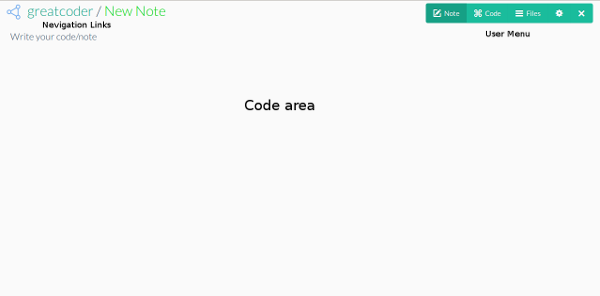 greatcoder / New Note
Note
Code
Files
Nevigation Links
User Menu
Write your code/note
Code area